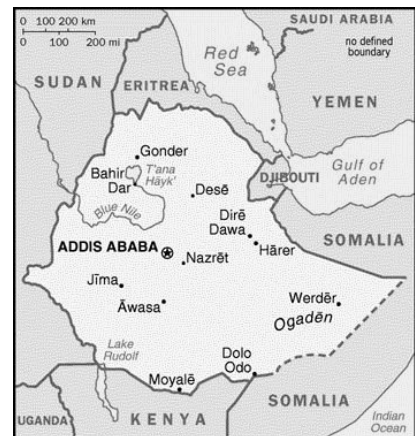 0 100 200 km
0 100 200 mi
SAUDI ARABIA
no defined
boundary
Red
Sea
SUDAN
ERITREA
YEMEN
Gonder
Bahir
Dar
T'ana
Hāyk'
Desē
DJIBOUTI
Gulf of
Aden
Blue Nile
Dirē
Dawa
Hārer
ADDIS ABABA
Nazrēt
SOMALIA
Jīma
Āwasa
Werdēr
Ogadēn
Lake
Rudolf
Dolo
Odo
Moyalē
UGANDA
KENYA
SOMALIA
Indian
Ocean